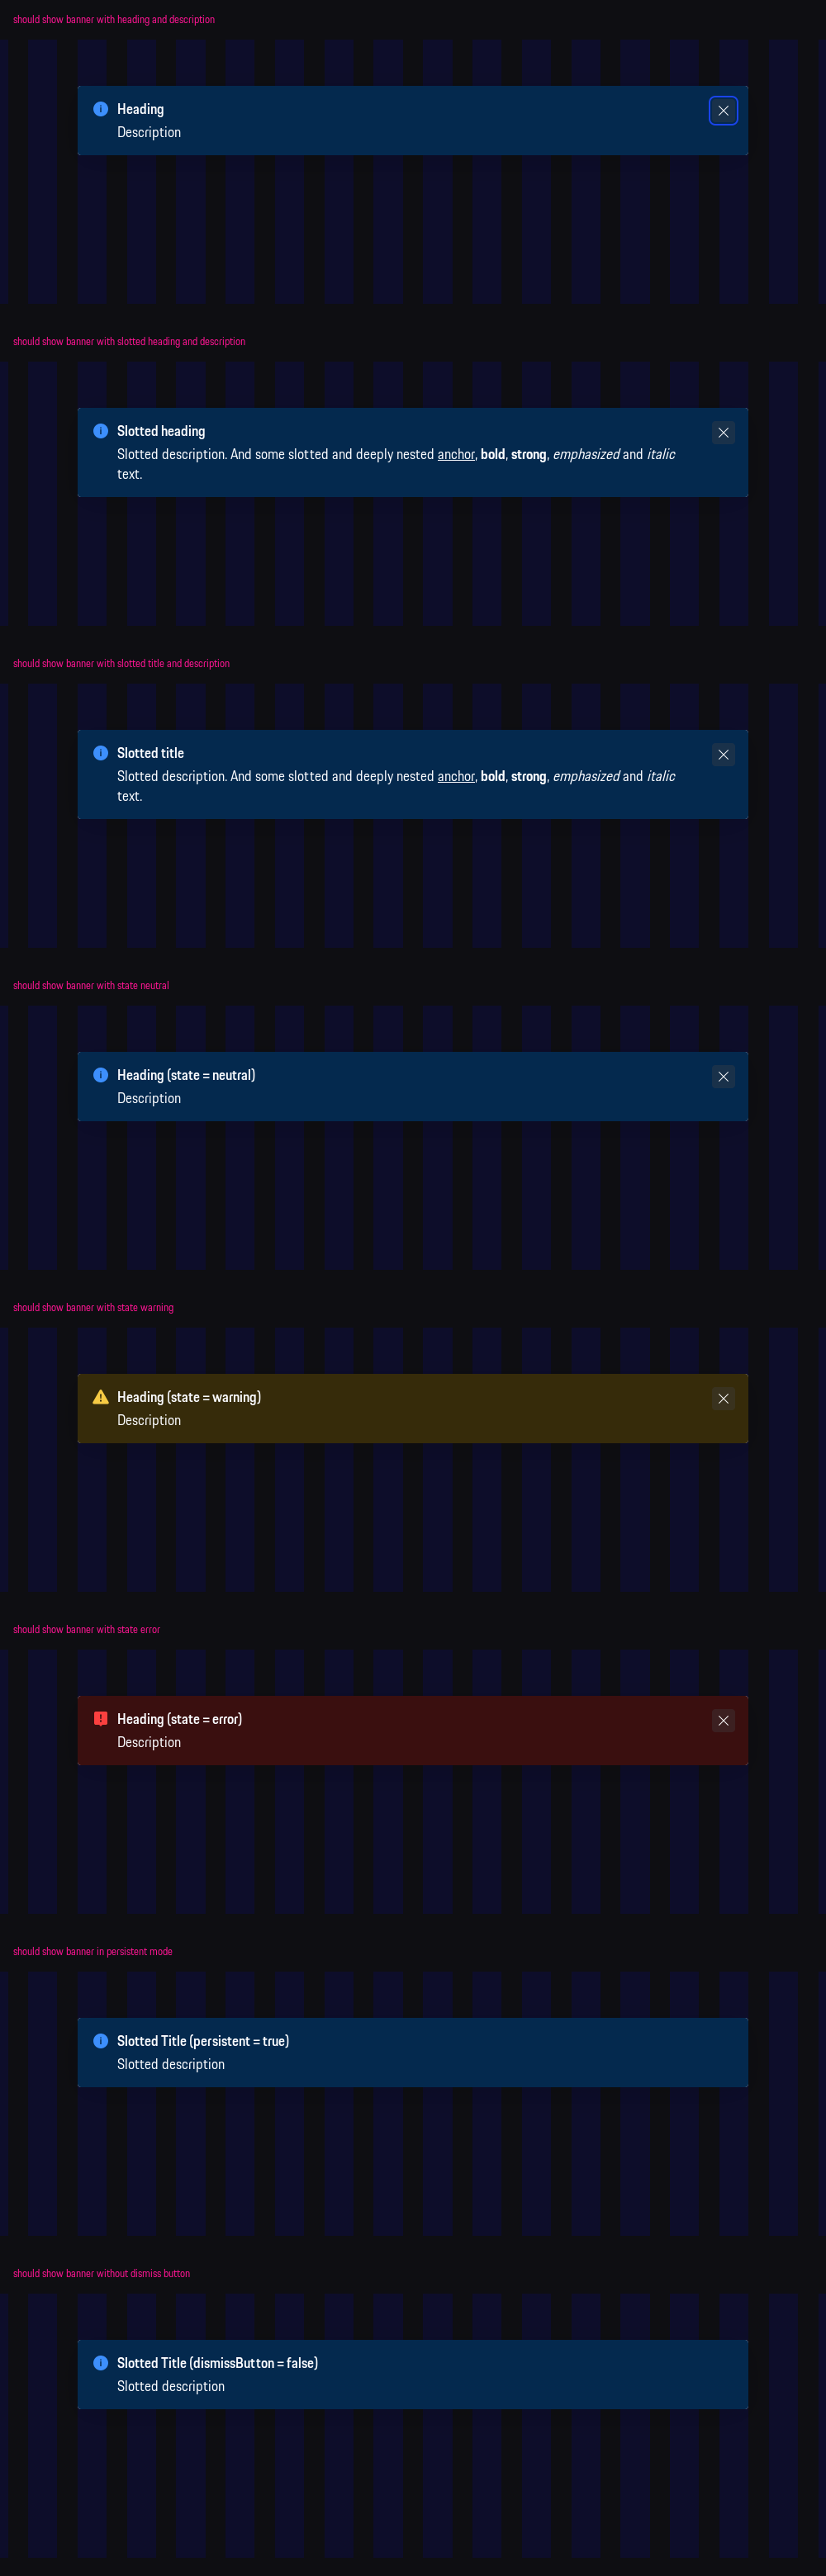 should show banner with heading and description
Heading
Description
should show banner with slotted heading and description
Slotted heading
Slotted description. And some slotted and deeply nested anchor, bold, strong, emphasized and italic
text.
should show banner with slotted title and description
Slotted title
Slotted description. And some slotted and deeply nested anchor, bold, strong, emphasized and italic
text.
should show banner with state neutral
Heading (state = neutral)
Description
should show banner with state warning
Heading (state = warning)
Description
should show banner with state error
Heading (state = error)
Description
should show banner in persistent mode
Slotted Title (persistent = true)
Slotted description
should show banner without dismiss button
Slotted Title (dismissButton = false)
Slotted description